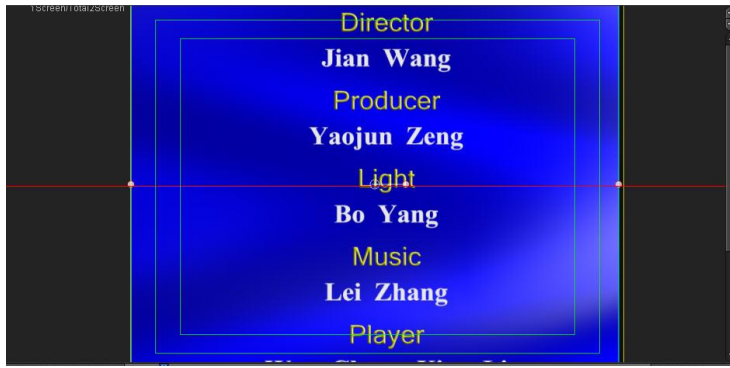 1Screen/Total2Screen
Director
Jian Wang
Producer
Yaojun Zeng
Light
Bo Yang
Music
Lei Zhang
Player